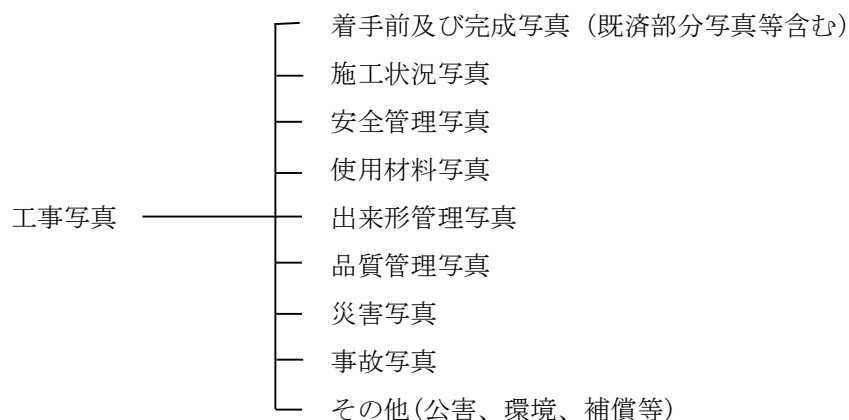 着手前及び完成写真（既済部分写真等含む）
施工状況写真
安全管理写真
使用材料写真
工事写真
出来形管理写真
品質管理写真
災害写真
事故写真
その他(公害、環境、補償等)